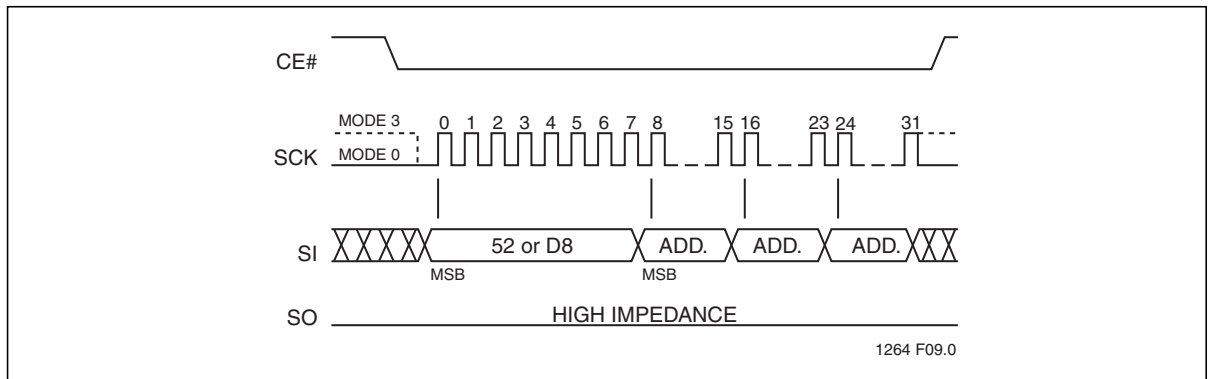 CE#
MODE 3
0 1 2 3 4 5 6 7 8 15 16 23 24 31
SCK
MODE 0
SI
52 or D8 ADD. ADD. ADD.
MSB MSB
SO
HIGH IMPEDANCE
1264 F09.0